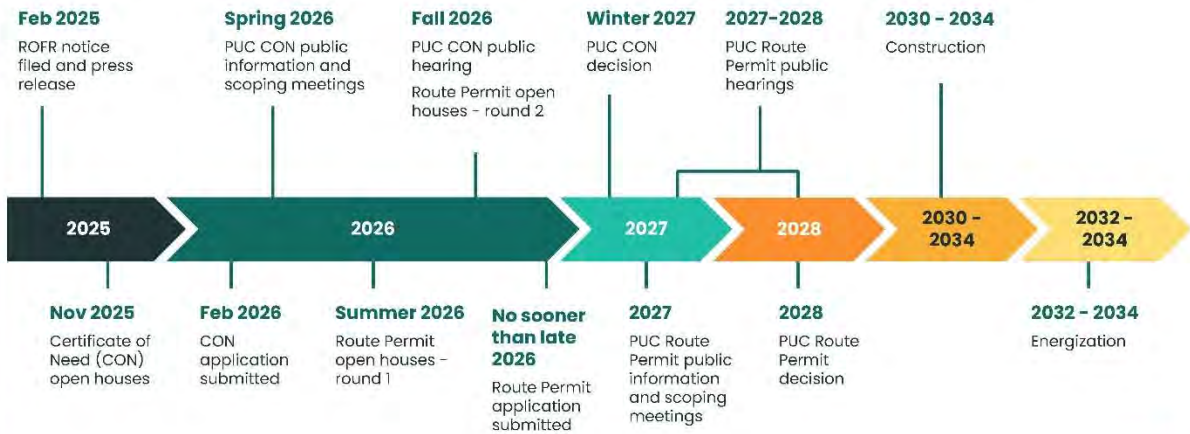 Feb 2025
ROFR notice
filed and press
release
Spring 2026
PUC CON public
information and
scoping meetings
Fall 2026
PUC CON public
hearing
Route Permit open
houses - round 2
Winter 2027
PUC CON
decision
2027-2028
PUC Route
Permit public
hearings
2030 - 2034
Construction
2025
2026
2027
2028
2030 -
2034
2032 -
2034
Nov 2025
Certificate of
Need (CON)
open houses
Feb 2026
CON
application
submitted
Summer 2026
Route Permit
open houses -
round 1
No sooner
than late
2026
Route Permit
application
submitted
2027
PUC Route
Permit public
information
and scoping
meetings
2028
PUC Route
Permit
decision
2032 - 2034
Energization